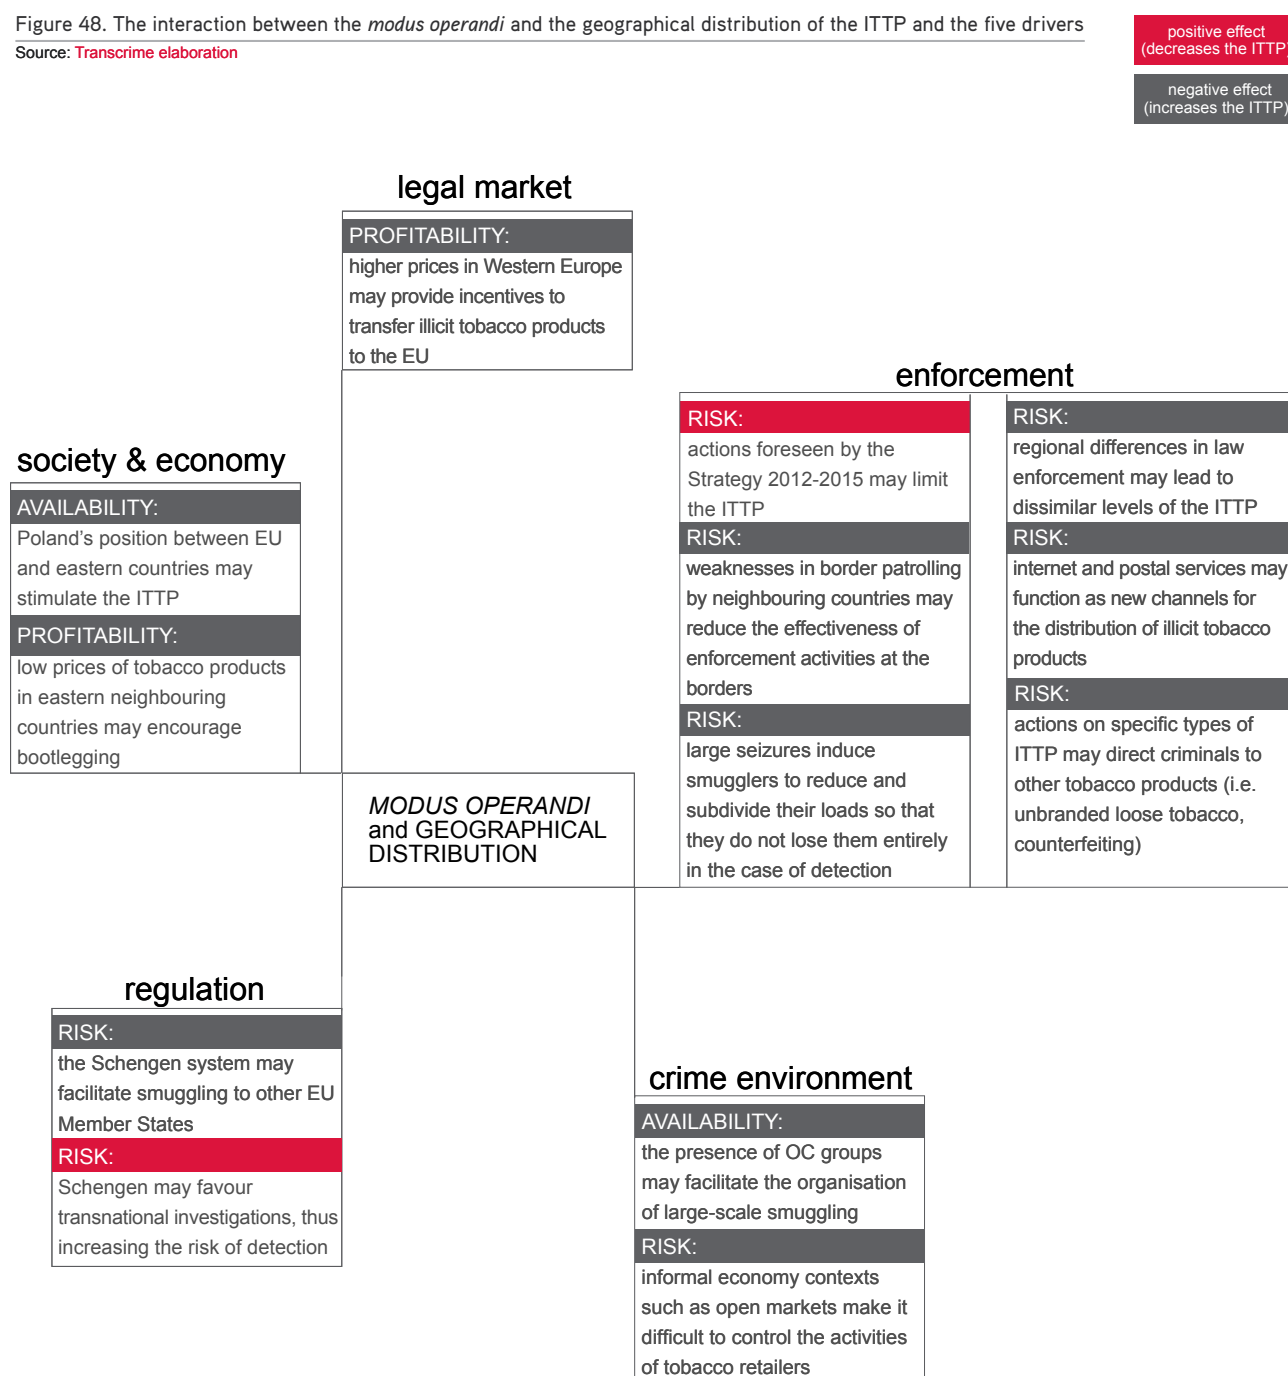 Figure 48. The interaction between the modus operandi and the geographical distribution of the ITTP and the five drivers
Source: Transcrime elaboration
positive effect
(decreases the ITTP)
negative effect
(increases the ITTP)
legal market
PROFITABILITY:
higher prices in Western Europe
may provide incentives to
transfer illicit tobacco products
to the EU
society & economy
AVAILABILITY:
Poland's position between EU
and eastern countries may
stimulate the ITTP
PROFITABILITY:
low prices of tobacco products
in eastern neighbouring
countries may encourage
bootlegging
enforcement
RISK:
actions foreseen by the
Strategy 2012-2015 may limit
the ITTP
RISK:
weaknesses in border patrolling
by neighbouring countries may
reduce the effectiveness of
enforcement activities at the
borders
RISK:
large seizures induce
smugglers to reduce and
subdivide their loads so that
they do not lose them entirely
in the case of detection
RISK:
regional differences in law
enforcement may lead to
dissimilar levels of the ITTP
RISK:
internet and postal services may
function as new channels for
the distribution of illicit tobacco
products
RISK:
actions on specific types of
ITTP may direct criminals to
other tobacco products (i.e.
unbranded loose tobacco,
counterfeiting)
MODUS OPERANDI
and GEOGRAPHICAL
DISTRIBUTION
regulation
RISK:
the Schengen system may
facilitate smuggling to other EU
Member States
RISK:
Schengen may favour
transnational investigations, thus
increasing the risk of detection
crime environment
AVAILABILITY:
the presence of OC groups
may facilitate the organisation
of large-scale smuggling
RISK:
informal economy contexts
such as open markets make it
difficult to control the activities
of tobacco retailers